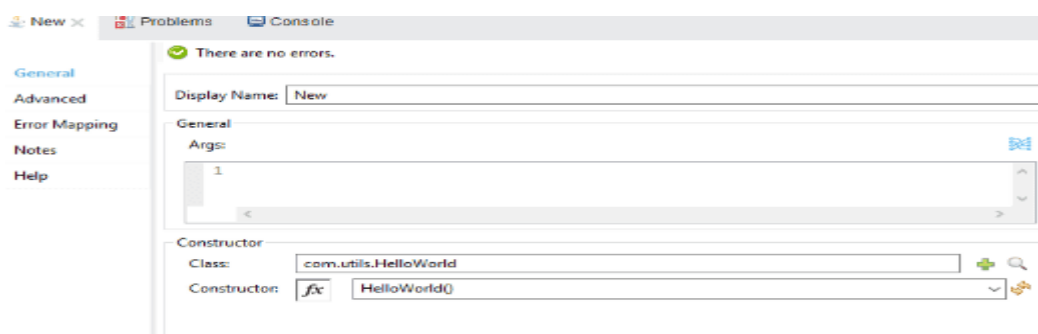 New Problems Console
There are no errors.
General
Advanced
Error Mapping
Notes
Help
Display Name: New
General
Args:
1
Constructor
Class: com.utils.HelloWorld
Constructor: fx HelloWorld()